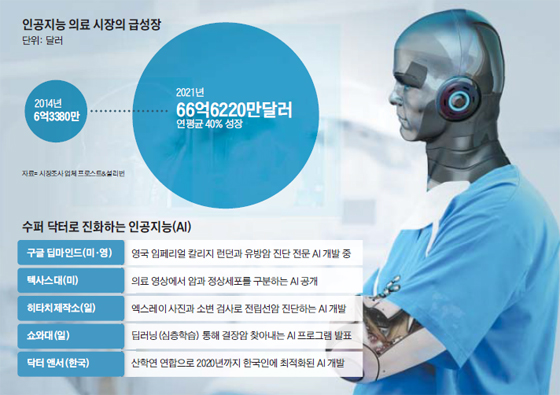 인공지능 의료 시장의 급성장
단위: 달러
2014년
6억3380만
2021년
66억6220만달러
연평균 40% 성장
자료= 시장조사 업체 프로스트&설리번
수퍼 닥터로 진화하는 인공지능(AI)
구글 딥마인드(미·영) 영국 임페리얼 칼리지 런던과 유방암 진단 전문 AI 개발 중
텍사스대(미) 의료 영상에서 암과 정상세포를 구분하는 AI 공개
히타치제작소(일) 엑스레이 사진과 소변 검사로 전립선암 진단하는 AI 개발
쇼와대(일) 딥러닝(심층학습) 통해 결장암 찾아내는 AI 프로그램 발표
닥터 앤서(한국) 산학연 연합으로 2020년까지 한국인에 최적화된 AI 개발